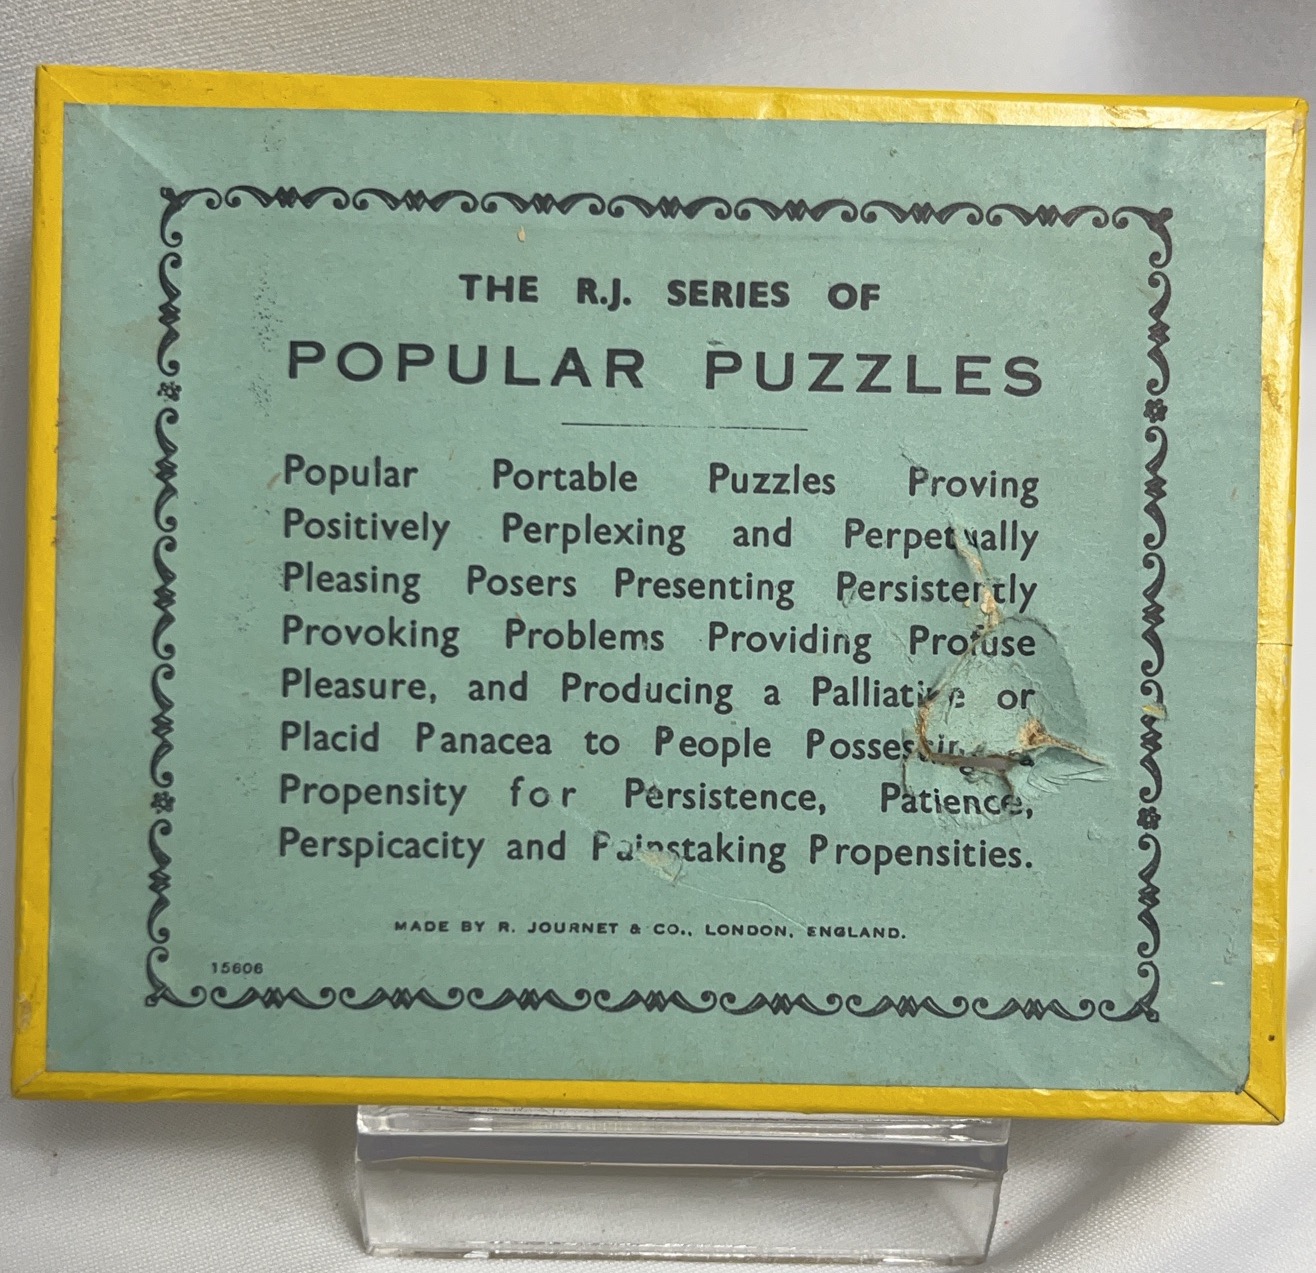 THE R.J. SERIES OF
POPULAR PUZZLES
Popular Portable Puzzles Proving
Positively Perplexing and Perpetually
Pleasing Posers Presenting Persistently
Provoking Problems Providing Profuse
Pleasure, and Producing a Palliative or
Placid Panacea to People Possessing a
Propensity for Persistence, Patience,
Perspicacity and Painstaking Propensities.
MADE BY R. JOURNET & CO., LONDON, ENGLAND.
15606